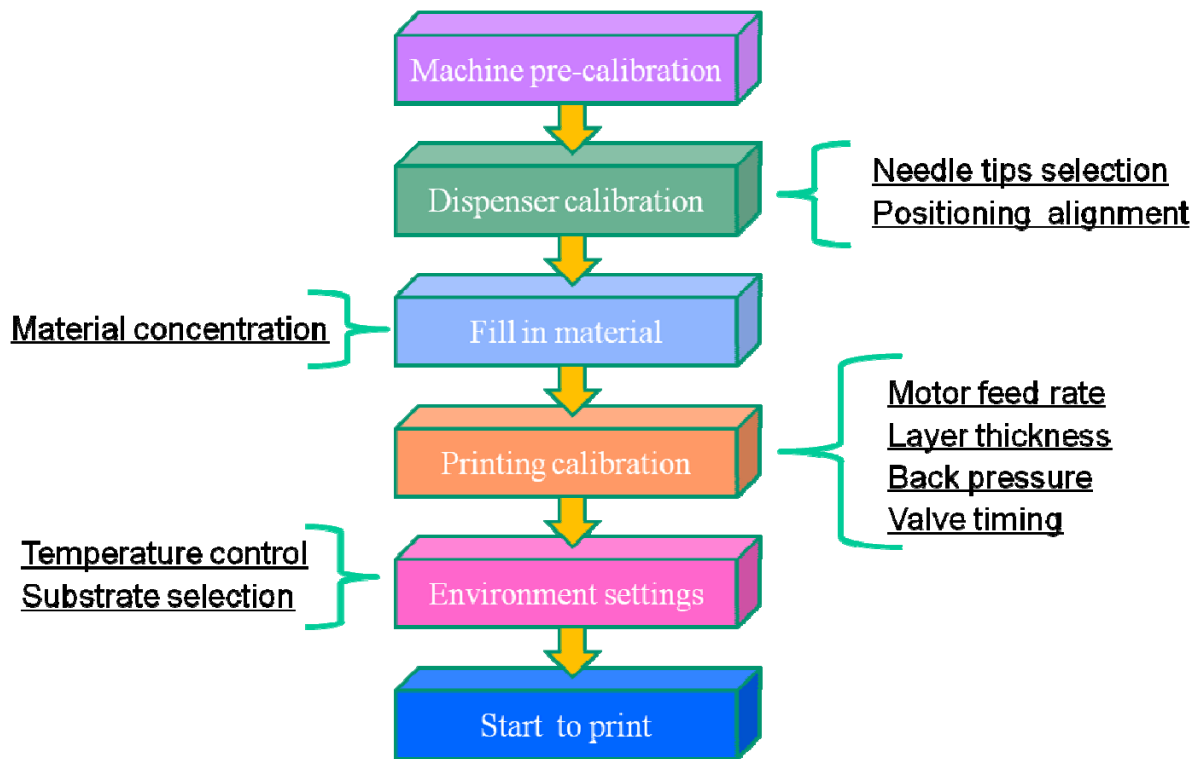 Machine pre-calibration
Dispenser calibration
Needle tips selection
Positioning alignment
Material concentration
Fill in material
Printing calibration
Motor feed rate
Layer thickness
Back pressure
Valve timing
Temperature control
Substrate selection
Environment settings
Start to print